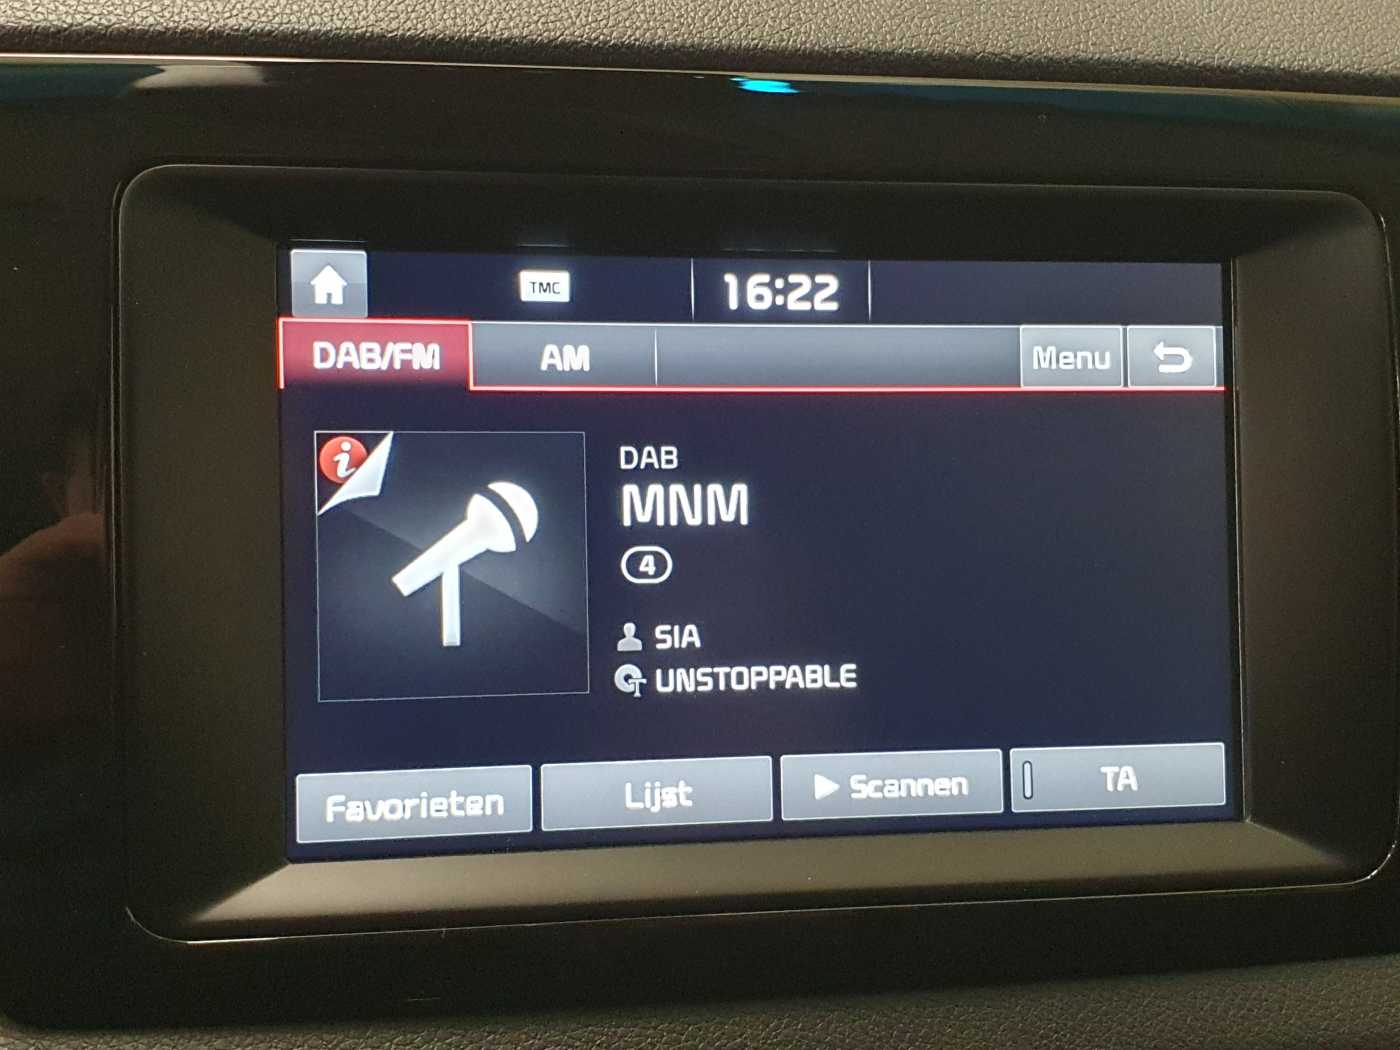 TMC
16:22
DAB/FM AM Menu
i
DAB
MNM
4
SIA
UNSTOPPABLE
Favorieten Lijst Scannen TA